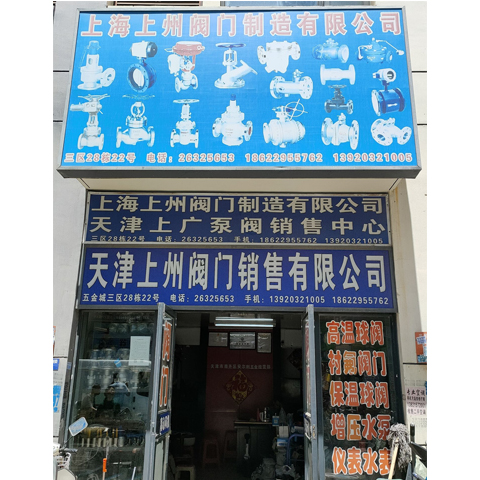 上海上州阀门制造有限公司
三区28栋22号 电话：26325653 18622955762 13920321005
上海上州阀门制造有限公司
天津上广泵阀销售中心
三区28栋22号 电话：26325653 手机：18622955762 13920321005
天津上州阀门销售有限公司
五金城三区28栋22号 电话：26325653 手机：13920321005 18622955762
高温球阀
衬氟阀门
保温球阀
增压水泵
仪表水表